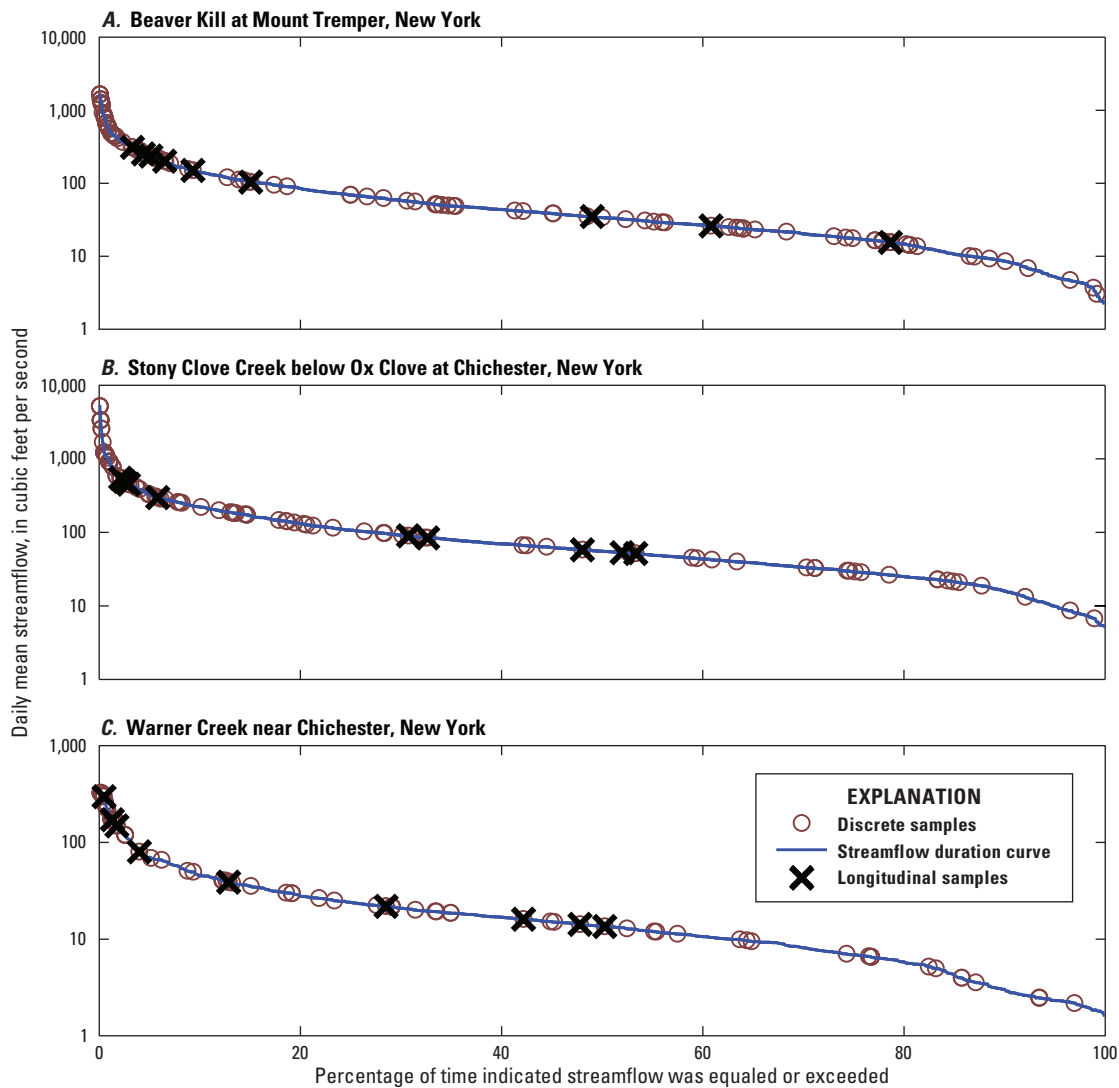 A. Beaver Kill at Mount Tremper, New York
10,000
1,000
100
10
1
B. Stony Clove Creek below Ox Clove at Chichester, New York
10,000
1,000
100
10
1
Daily mean streamflow, in cubic feet per second
C. Warner Creek near Chichester, New York
1,000
100
10
1
EXPLANATION
Discrete samples
Streamflow duration curve
Longitudinal samples
0 20 40 60 80 100
Percentage of time indicated streamflow was equaled or exceeded